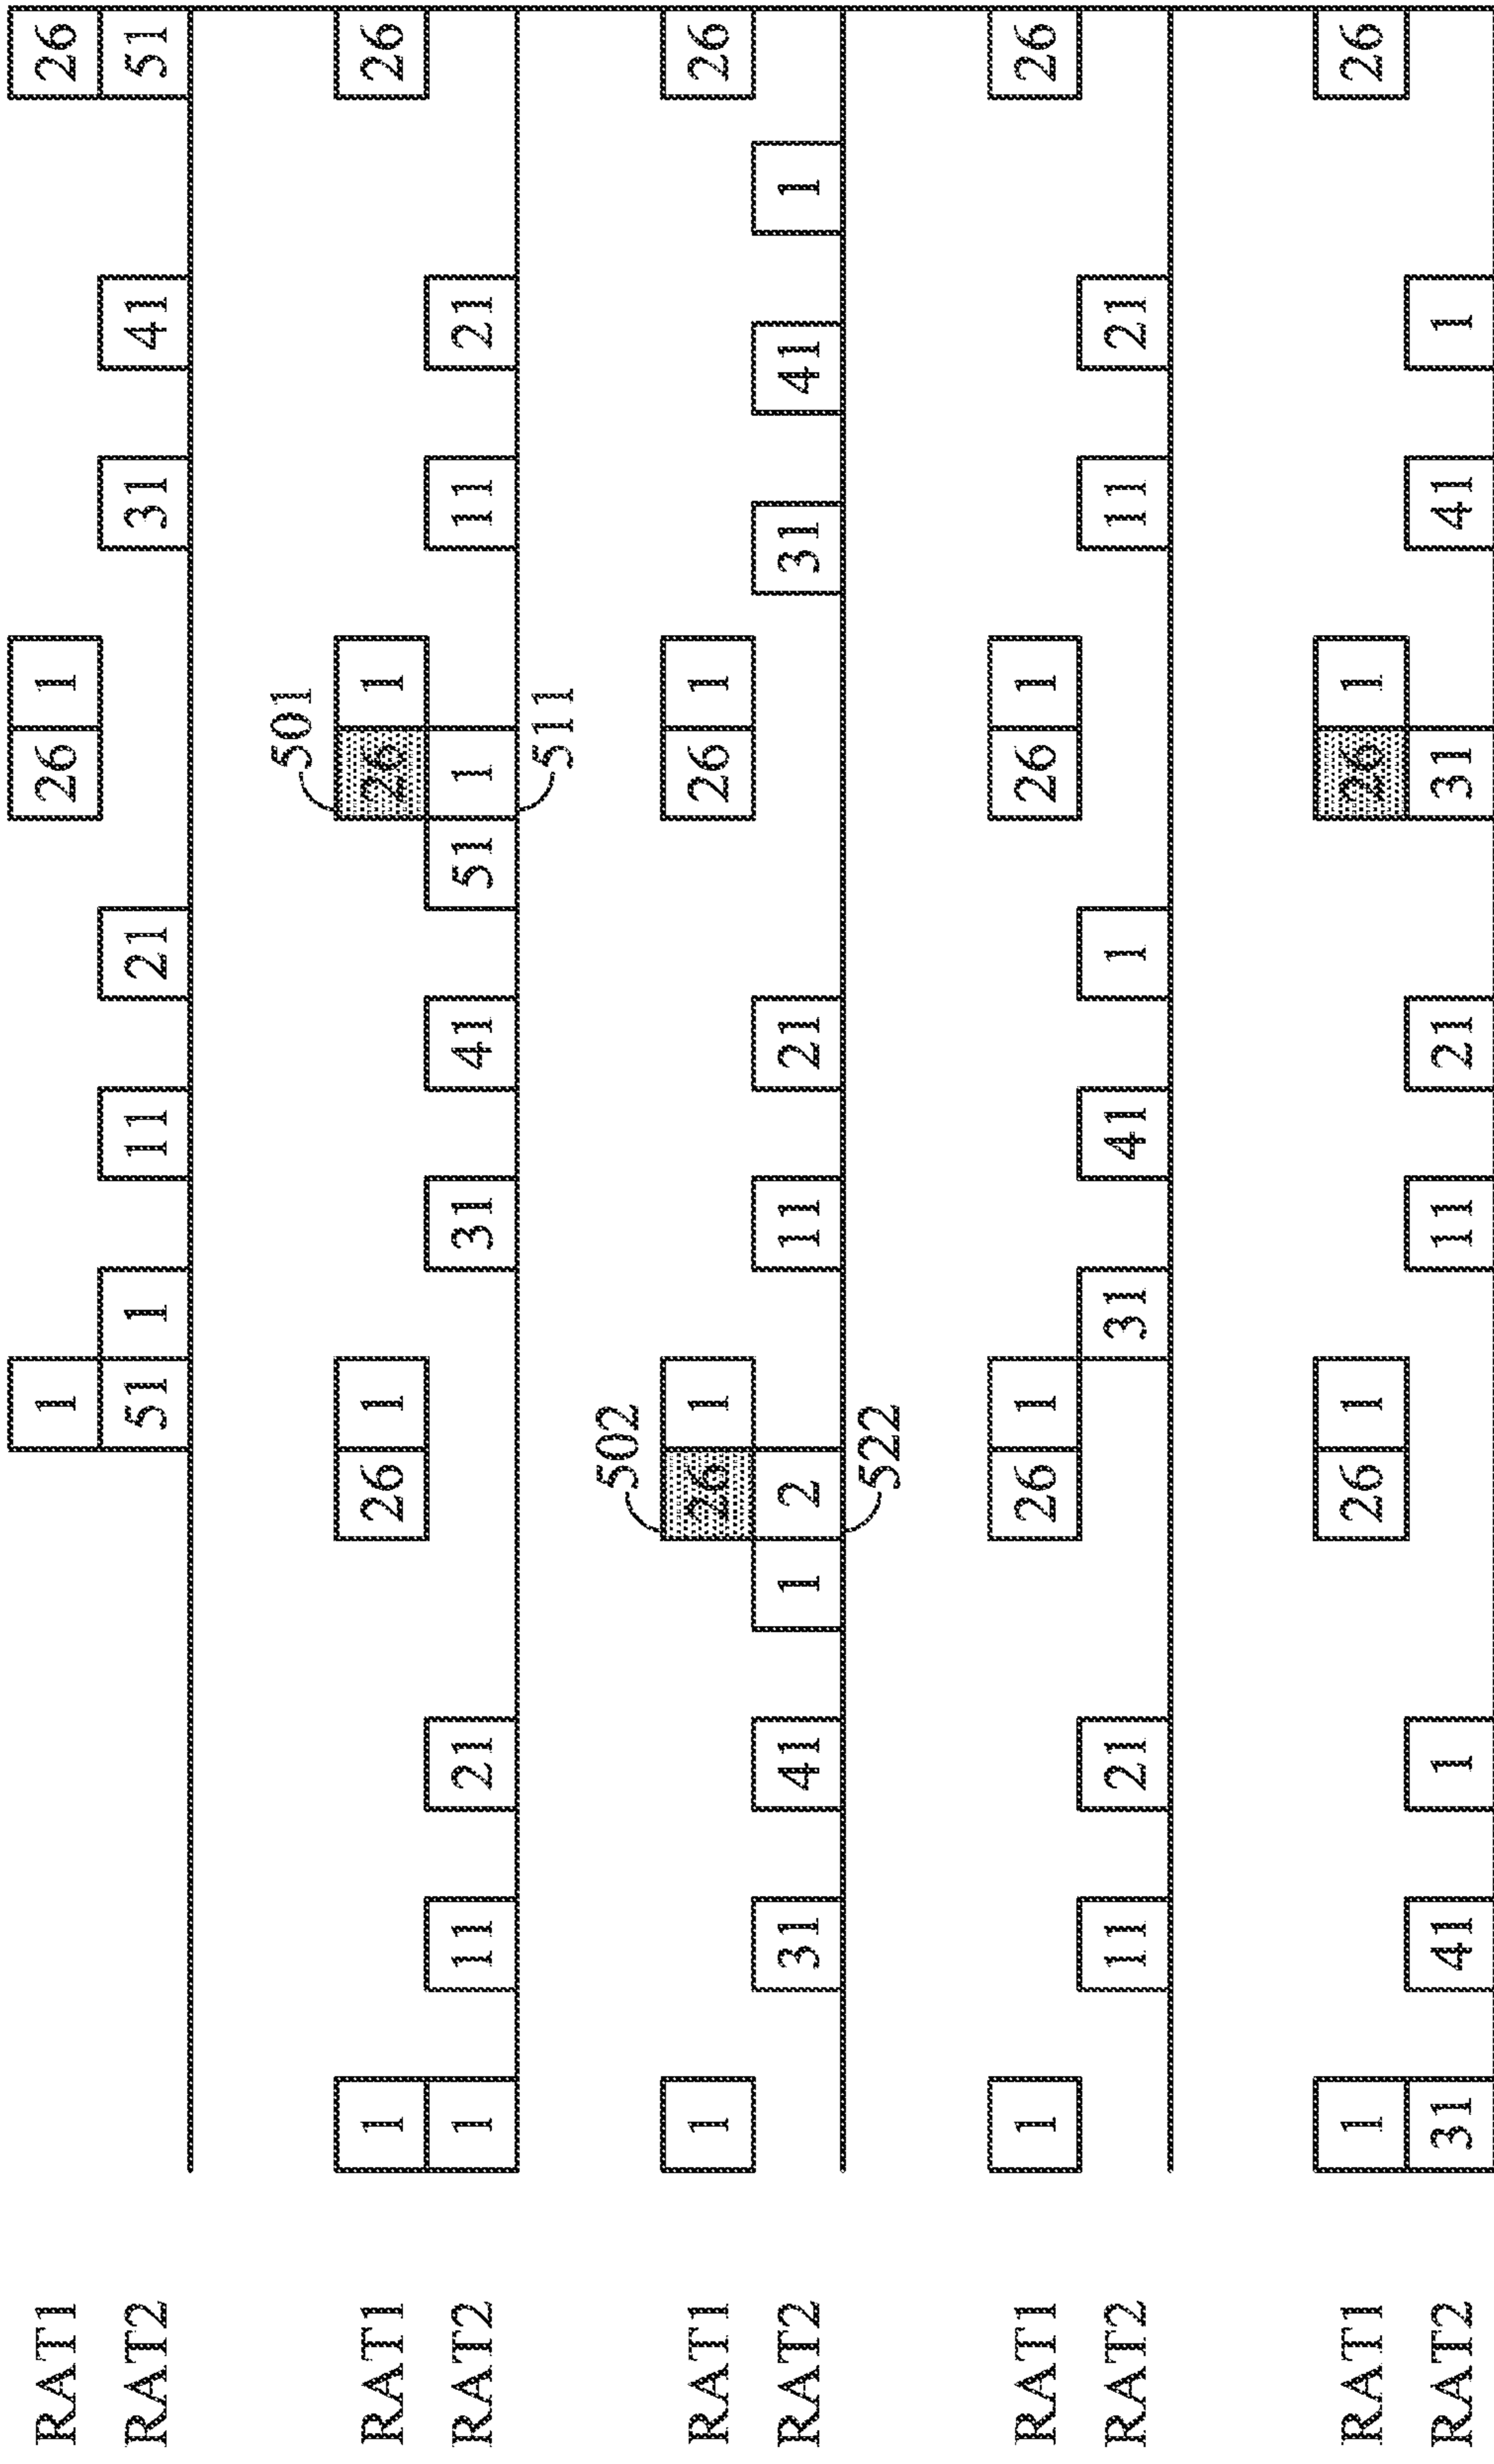 RAT1 1 26 1 26
RAT2 51 1 11 21 31 41 51
501
RAT1 1 26 1 26 1 26
RAT2 1 11 21 31 41 51 1 11 21
511
502
RAT1 1 26 1 26 1 26
RAT2 31 41 1 2 11 21 31 41 1
522
RAT1 1 26 1 26 1 26
RAT2 11 21 31 41 1 11 21
RAT1 1 26 1 26 1 26
RAT2 31 41 1 11 21 31 41 1